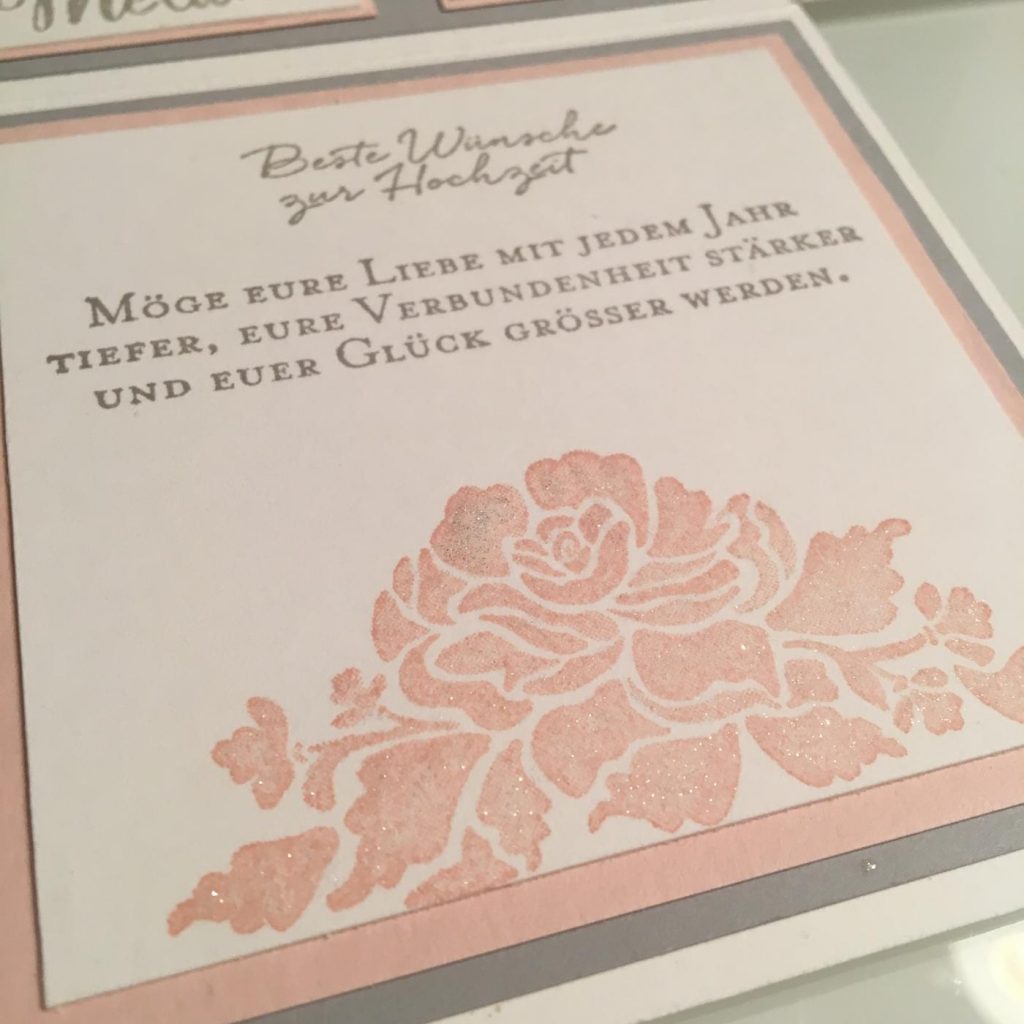 Beste Wünsche
zur Hochzeit
Möge eure Liebe mit jedem Jahr
tiefer, eure Verbundenheit stärker
und euer Glück grösser werden.